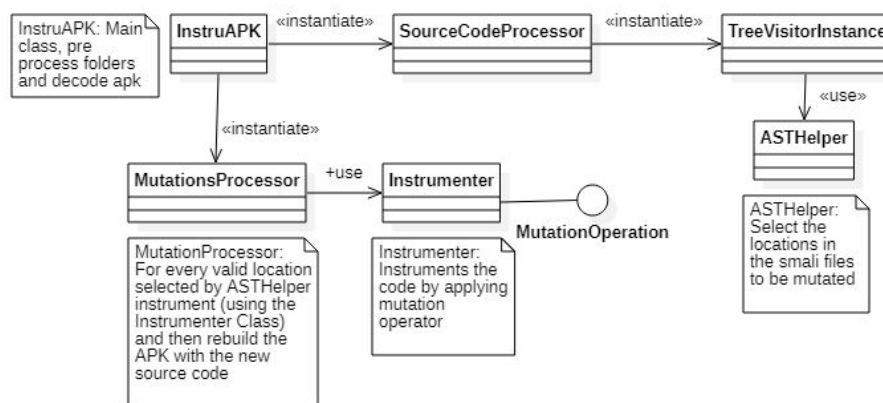 InstruAPK: Main
class, pre
process folders
and decode apk
InstruAPK
«instantiate»
SourceCodeProcessor
«instantiate»
TreeVisitorInstance
«instantiate»
«use»
ASTHelper
MutationsProcessor
+use
Instrumenter
MutationOperation
MutationProcessor:
For every valid location
selected by ASTHelper
instrument (using the
Instrumenter Class)
and then rebuild the
APK with the new
source code
Instrumenter:
Instruments the
code by applying
mutation
operator
ASTHelper:
Select the
locations in
the smali files
to be mutated